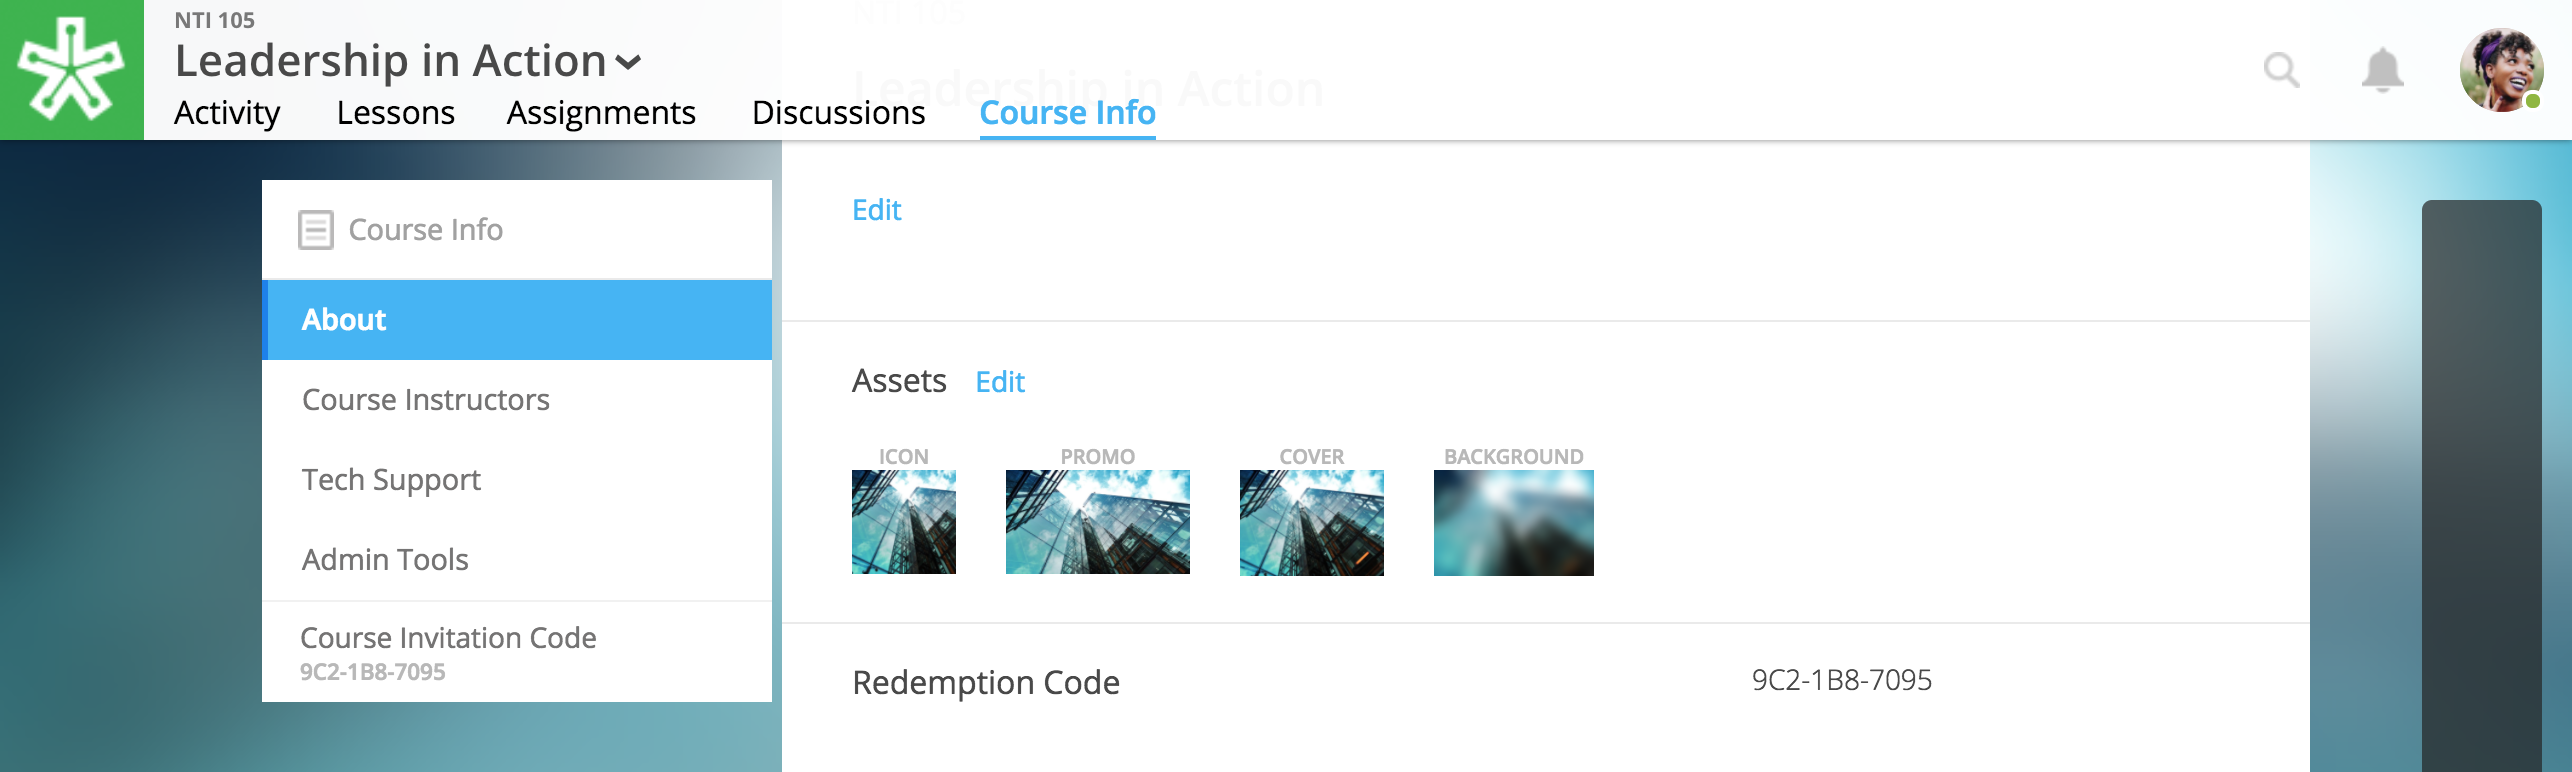 NTI 105
NTI 105
Leadership in Action
Leadership in Action
Activity Lessons Assignments Discussions Course Info
Course Info
About
Course Instructors
Tech Support
Admin Tools
Course Invitation Code
9C2-1B8-7095
Edit
Assets Edit
ICON PROMO COVER BACKGROUND
Redemption Code 9C2-1B8-7095